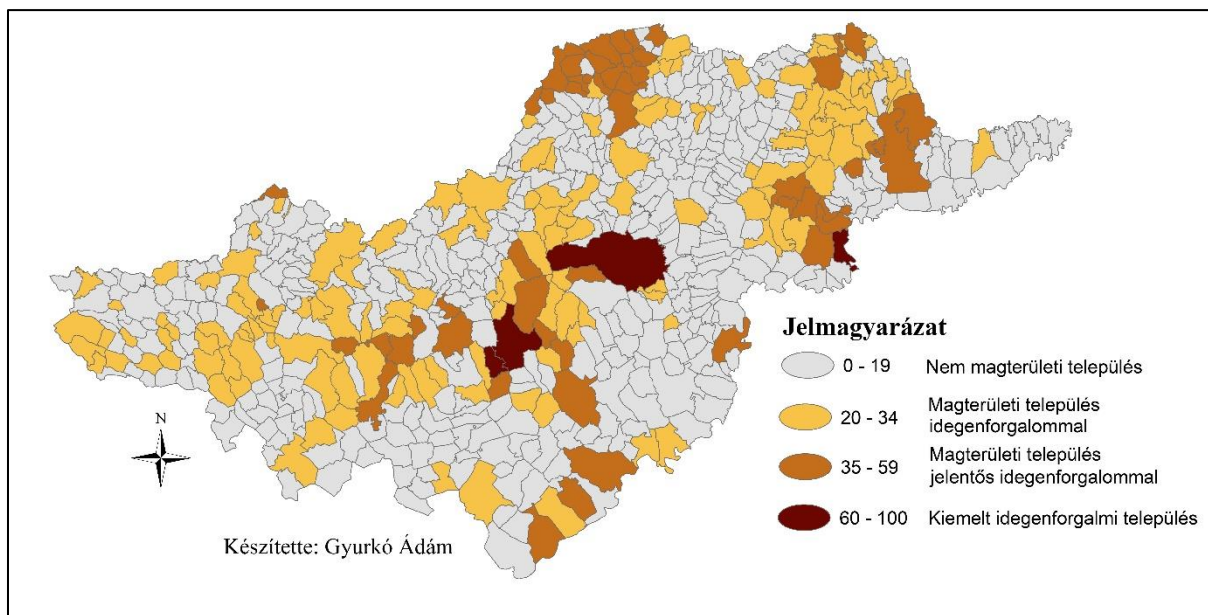 N
Készítette: Gyurkó Ádám
Jelmagyarázat
0 - 19 Nem magterületi település
20 - 34 Magterületi település
idegenforgalommal
35 - 59 Magterületi település
jelentős idegenforgalommal
60 - 100 Kiemelt idegenforgalmi település